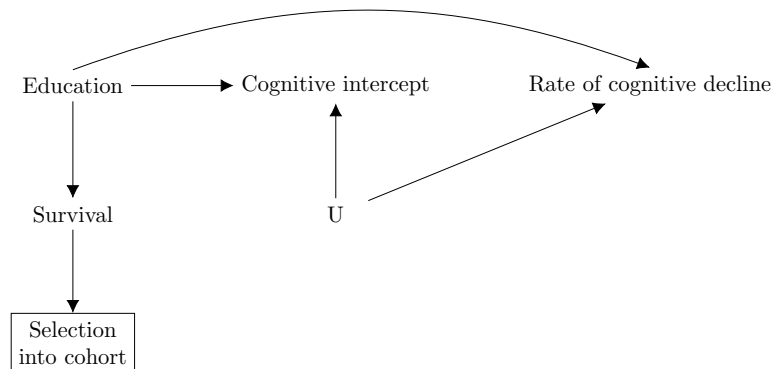 Education
Cognitive intercept
Rate of cognitive decline
Survival
U
Selection
into cohort